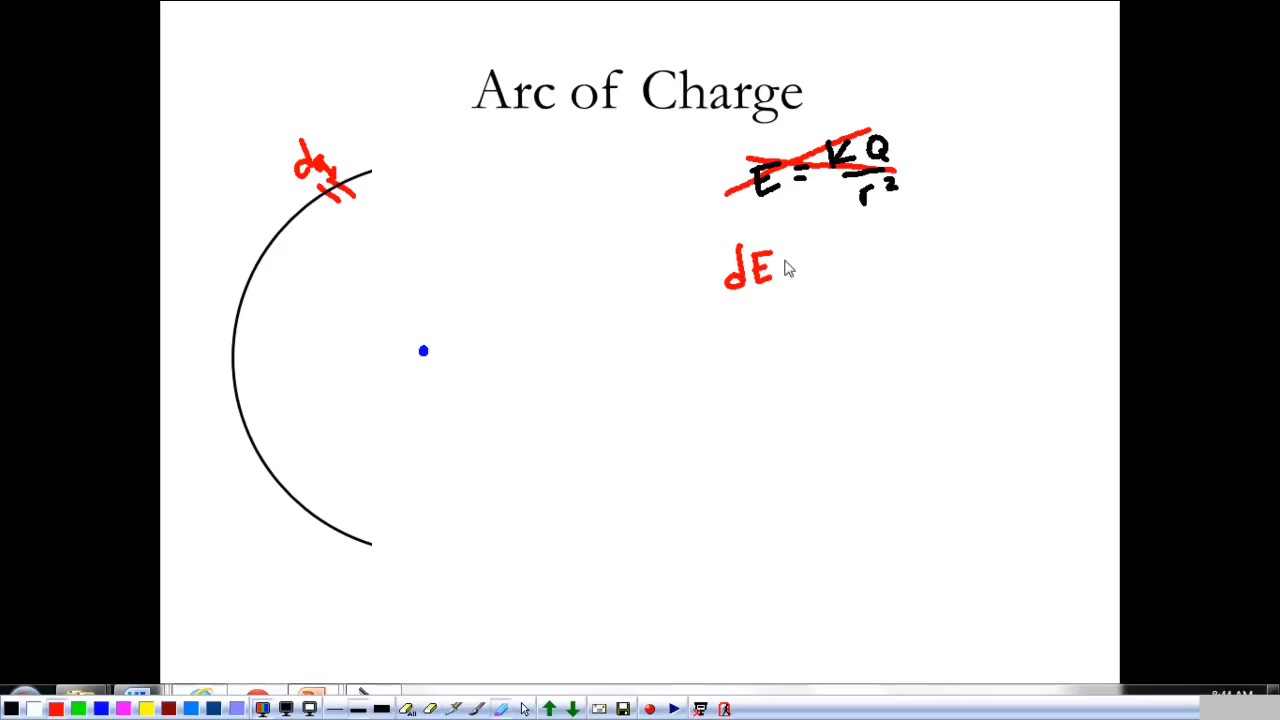 Arc of Charge
dq
E = KQ/r²
dE